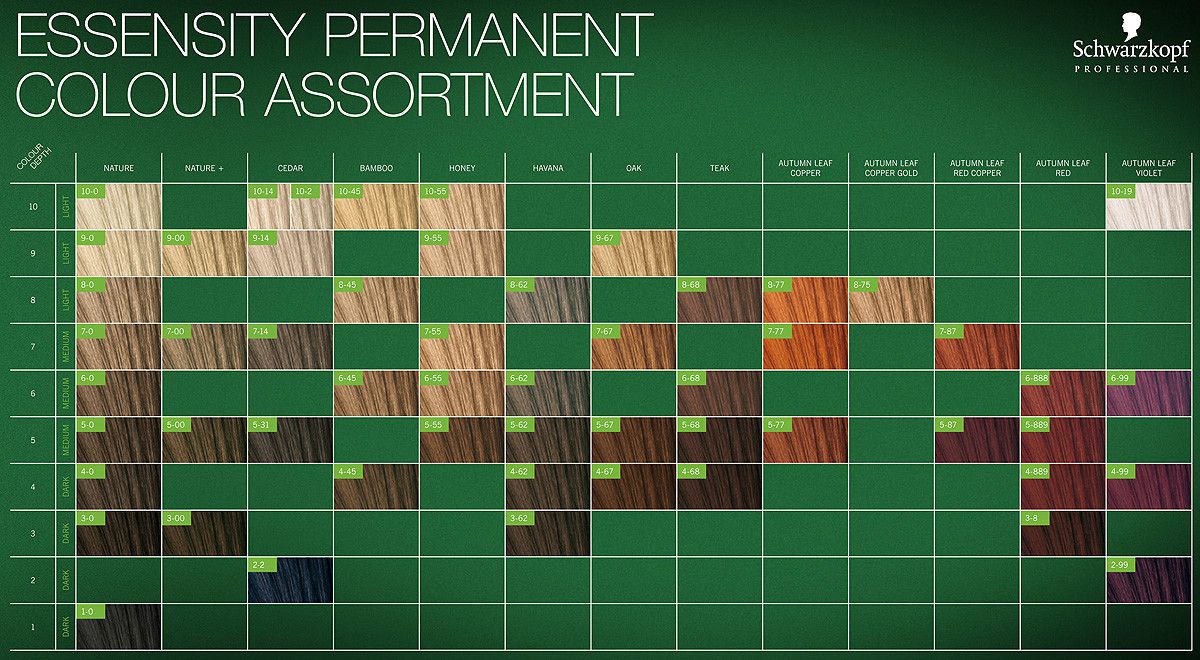 ESSENSITY PERMANENT
COLOUR ASSORTMENT
Schwarzkopf
PROFESSIONAL
COLOUR
DEPTH
NATURE NATURE + CEDAR BAMBOO HONEY HAVANA OAK TEAK AUTUMN LEAF COPPER AUTUMN LEAF COPPER GOLD AUTUMN LEAF RED COPPER AUTUMN LEAF RED AUTUMN LEAF VIOLET
10 LIGHT 10-0 10-14 10-2 10-45 10-55 10-19
9 LIGHT 9-0 9-00 9-14 9-55 9-67
8 LIGHT 8-0 8-45 8-62 8-68 8-77 8-75
7 MEDIUM 7-0 7-00 7-14 7-55 7-67 7-77 7-87
6 MEDIUM 6-0 6-45 6-55 6-62 6-68 6-888 6-99
5 MEDIUM 5-0 5-00 5-31 5-55 5-62 5-67 5-68 5-77 5-87 5-889
4 DARK 4-0 4-45 4-62 4-67 4-68 4-889 4-99
3 DARK 3-0 3-00 3-62 3-8
2 DARK 2-2 2-99
1 DARK 1-0